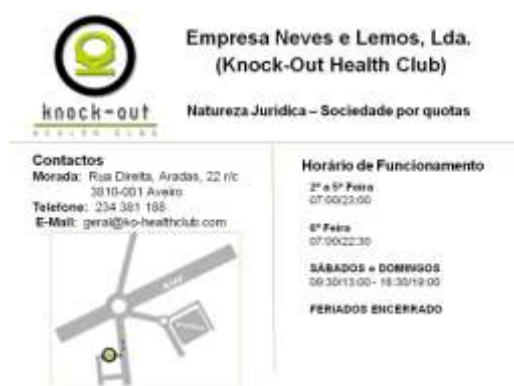 Empresa Neves e Lemos, Lda.
(Knock-Out Health Club)
knock-out
HEALTH CLUB
Natureza Jurídica – Sociedade por quotas
Contactos
Morada: Rua Direita, Aradas, 22 r/c
3810-001 Aveiro
Telefone: 234 381 188
E-Mail: geral@ko-healthclub.com
Horário de Funcionamento
2ª a 5ª Feira
07:00/23:00
6ª Feira
07:00/22:30
SÁBADOS e DOMINGOS
09:30/13:00 - 16:30/19:00
FERIADOS ENCERRADO